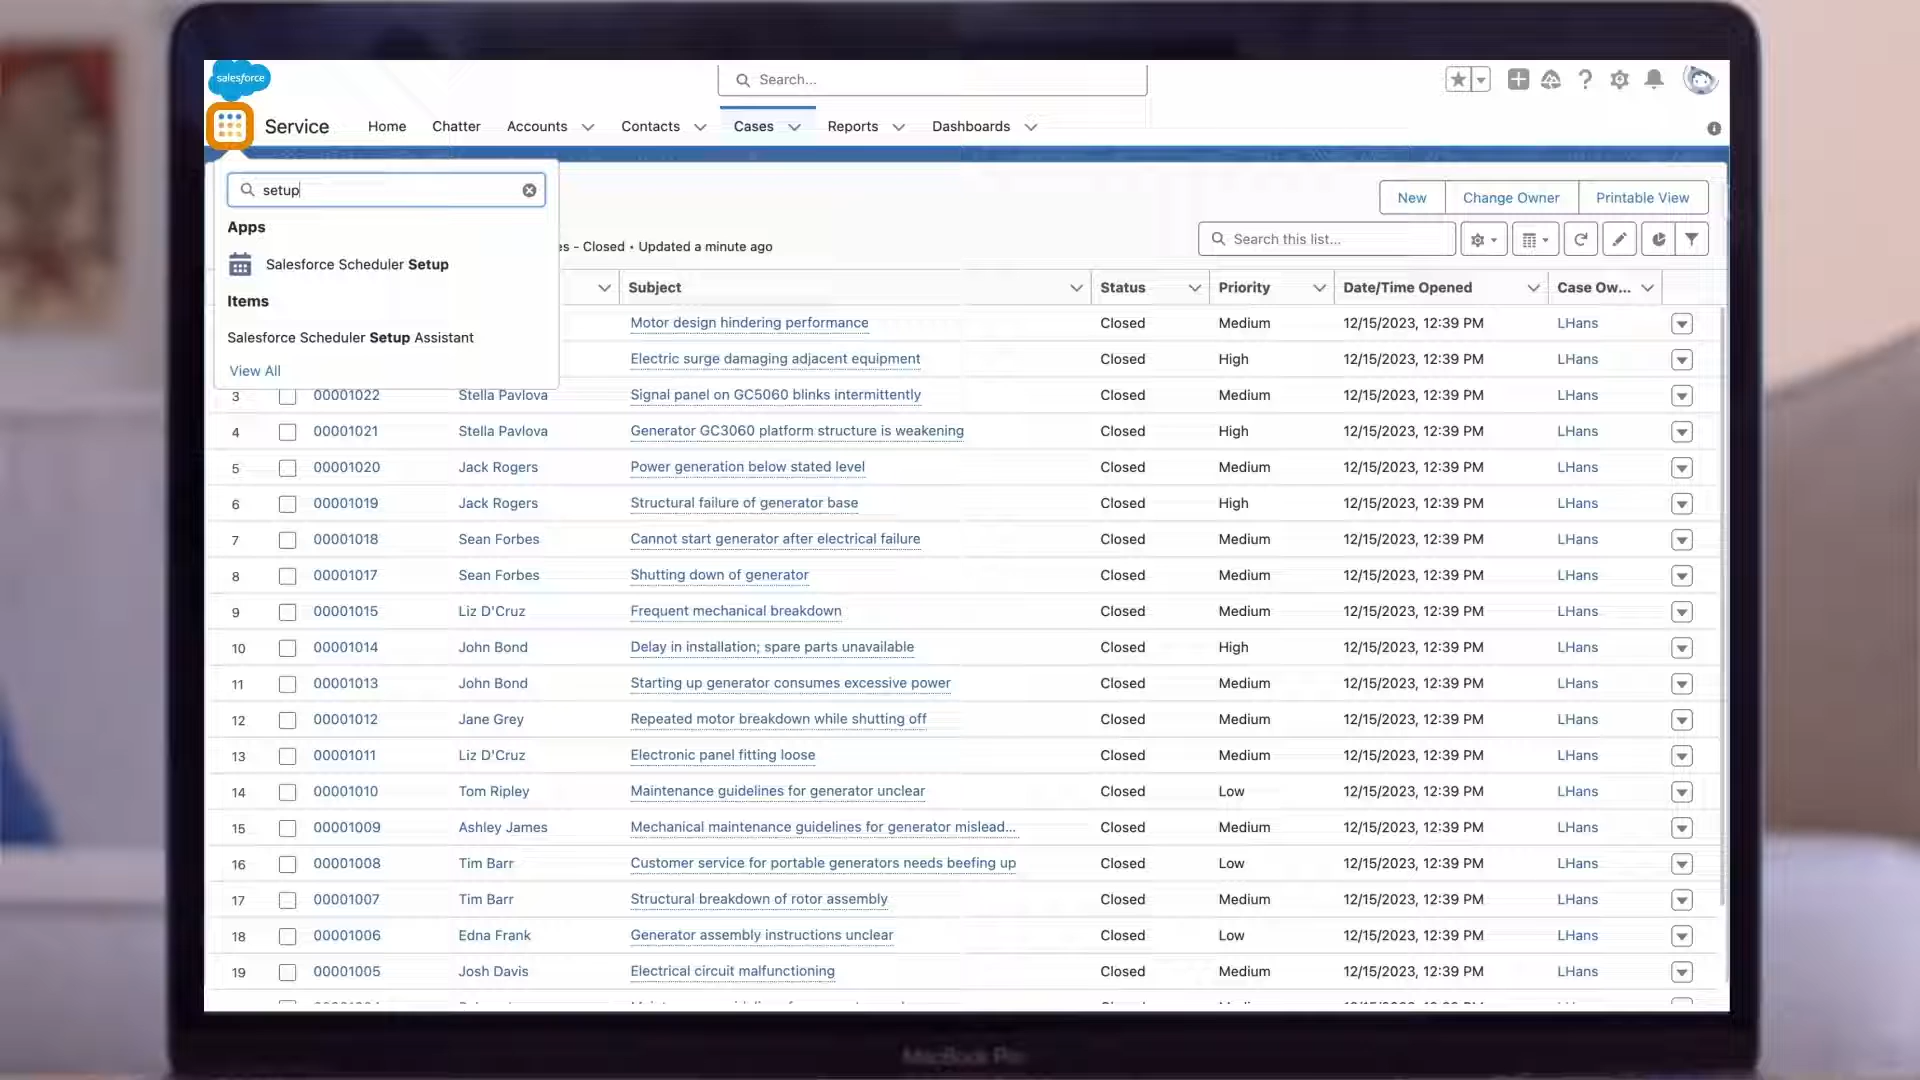 salesforce
Search...
Service Home Chatter Accounts Contacts Cases Reports Dashboards
setup
Apps
Salesforce Scheduler Setup
Items
Salesforce Scheduler Setup Assistant
View All
New Change Owner Printable View
es - Closed • Updated a minute ago
Search this list...
Subject Status Priority Date/Time Opened Case Ow...
Motor design hindering performance Closed Medium 12/15/2023, 12:39 PM LHans
Electric surge damaging adjacent equipment Closed High 12/15/2023, 12:39 PM LHans
3 00001022 Stella Pavlova Signal panel on GC5060 blinks intermittently Closed Medium 12/15/2023, 12:39 PM LHans
4 00001021 Stella Pavlova Generator GC3060 platform structure is weakening Closed High 12/15/2023, 12:39 PM LHans
5 00001020 Jack Rogers Power generation below stated level Closed Medium 12/15/2023, 12:39 PM LHans
6 00001019 Jack Rogers Structural failure of generator base Closed High 12/15/2023, 12:39 PM LHans
7 00001018 Sean Forbes Cannot start generator after electrical failure Closed Medium 12/15/2023, 12:39 PM LHans
8 00001017 Sean Forbes Shutting down of generator Closed Medium 12/15/2023, 12:39 PM LHans
9 00001015 Liz D'Cruz Frequent mechanical breakdown Closed Medium 12/15/2023, 12:39 PM LHans
10 00001014 John Bond Delay in installation; spare parts unavailable Closed High 12/15/2023, 12:39 PM LHans
11 00001013 John Bond Starting up generator consumes excessive power Closed Medium 12/15/2023, 12:39 PM LHans
12 00001012 Jane Grey Repeated motor breakdown while shutting off Closed Medium 12/15/2023, 12:39 PM LHans
13 00001011 Liz D'Cruz Electronic panel fitting loose Closed Medium 12/15/2023, 12:39 PM LHans
14 00001010 Tom Ripley Maintenance guidelines for generator unclear Closed Low 12/15/2023, 12:39 PM LHans
15 00001009 Ashley James Mechanical maintenance guidelines for generator mislead... Closed Medium 12/15/2023, 12:39 PM LHans
16 00001008 Tim Barr Customer service for portable generators needs beefing up Closed Low 12/15/2023, 12:39 PM LHans
17 00001007 Tim Barr Structural breakdown of rotor assembly Closed Medium 12/15/2023, 12:39 PM LHans
18 00001006 Edna Frank Generator assembly instructions unclear Closed Low 12/15/2023, 12:39 PM LHans
19 00001005 Josh Davis Electrical circuit malfunctioning Closed Medium 12/15/2023, 12:39 PM LHans
MacBook Pro